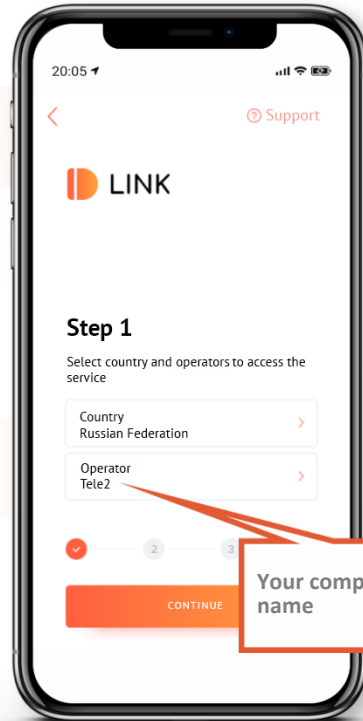 20:05
Support
LINK
Step 1
Select country and operators to access the
service
Country
Russian Federation
Operator
Tele2
2
3
Your comp
name
CONTINUE